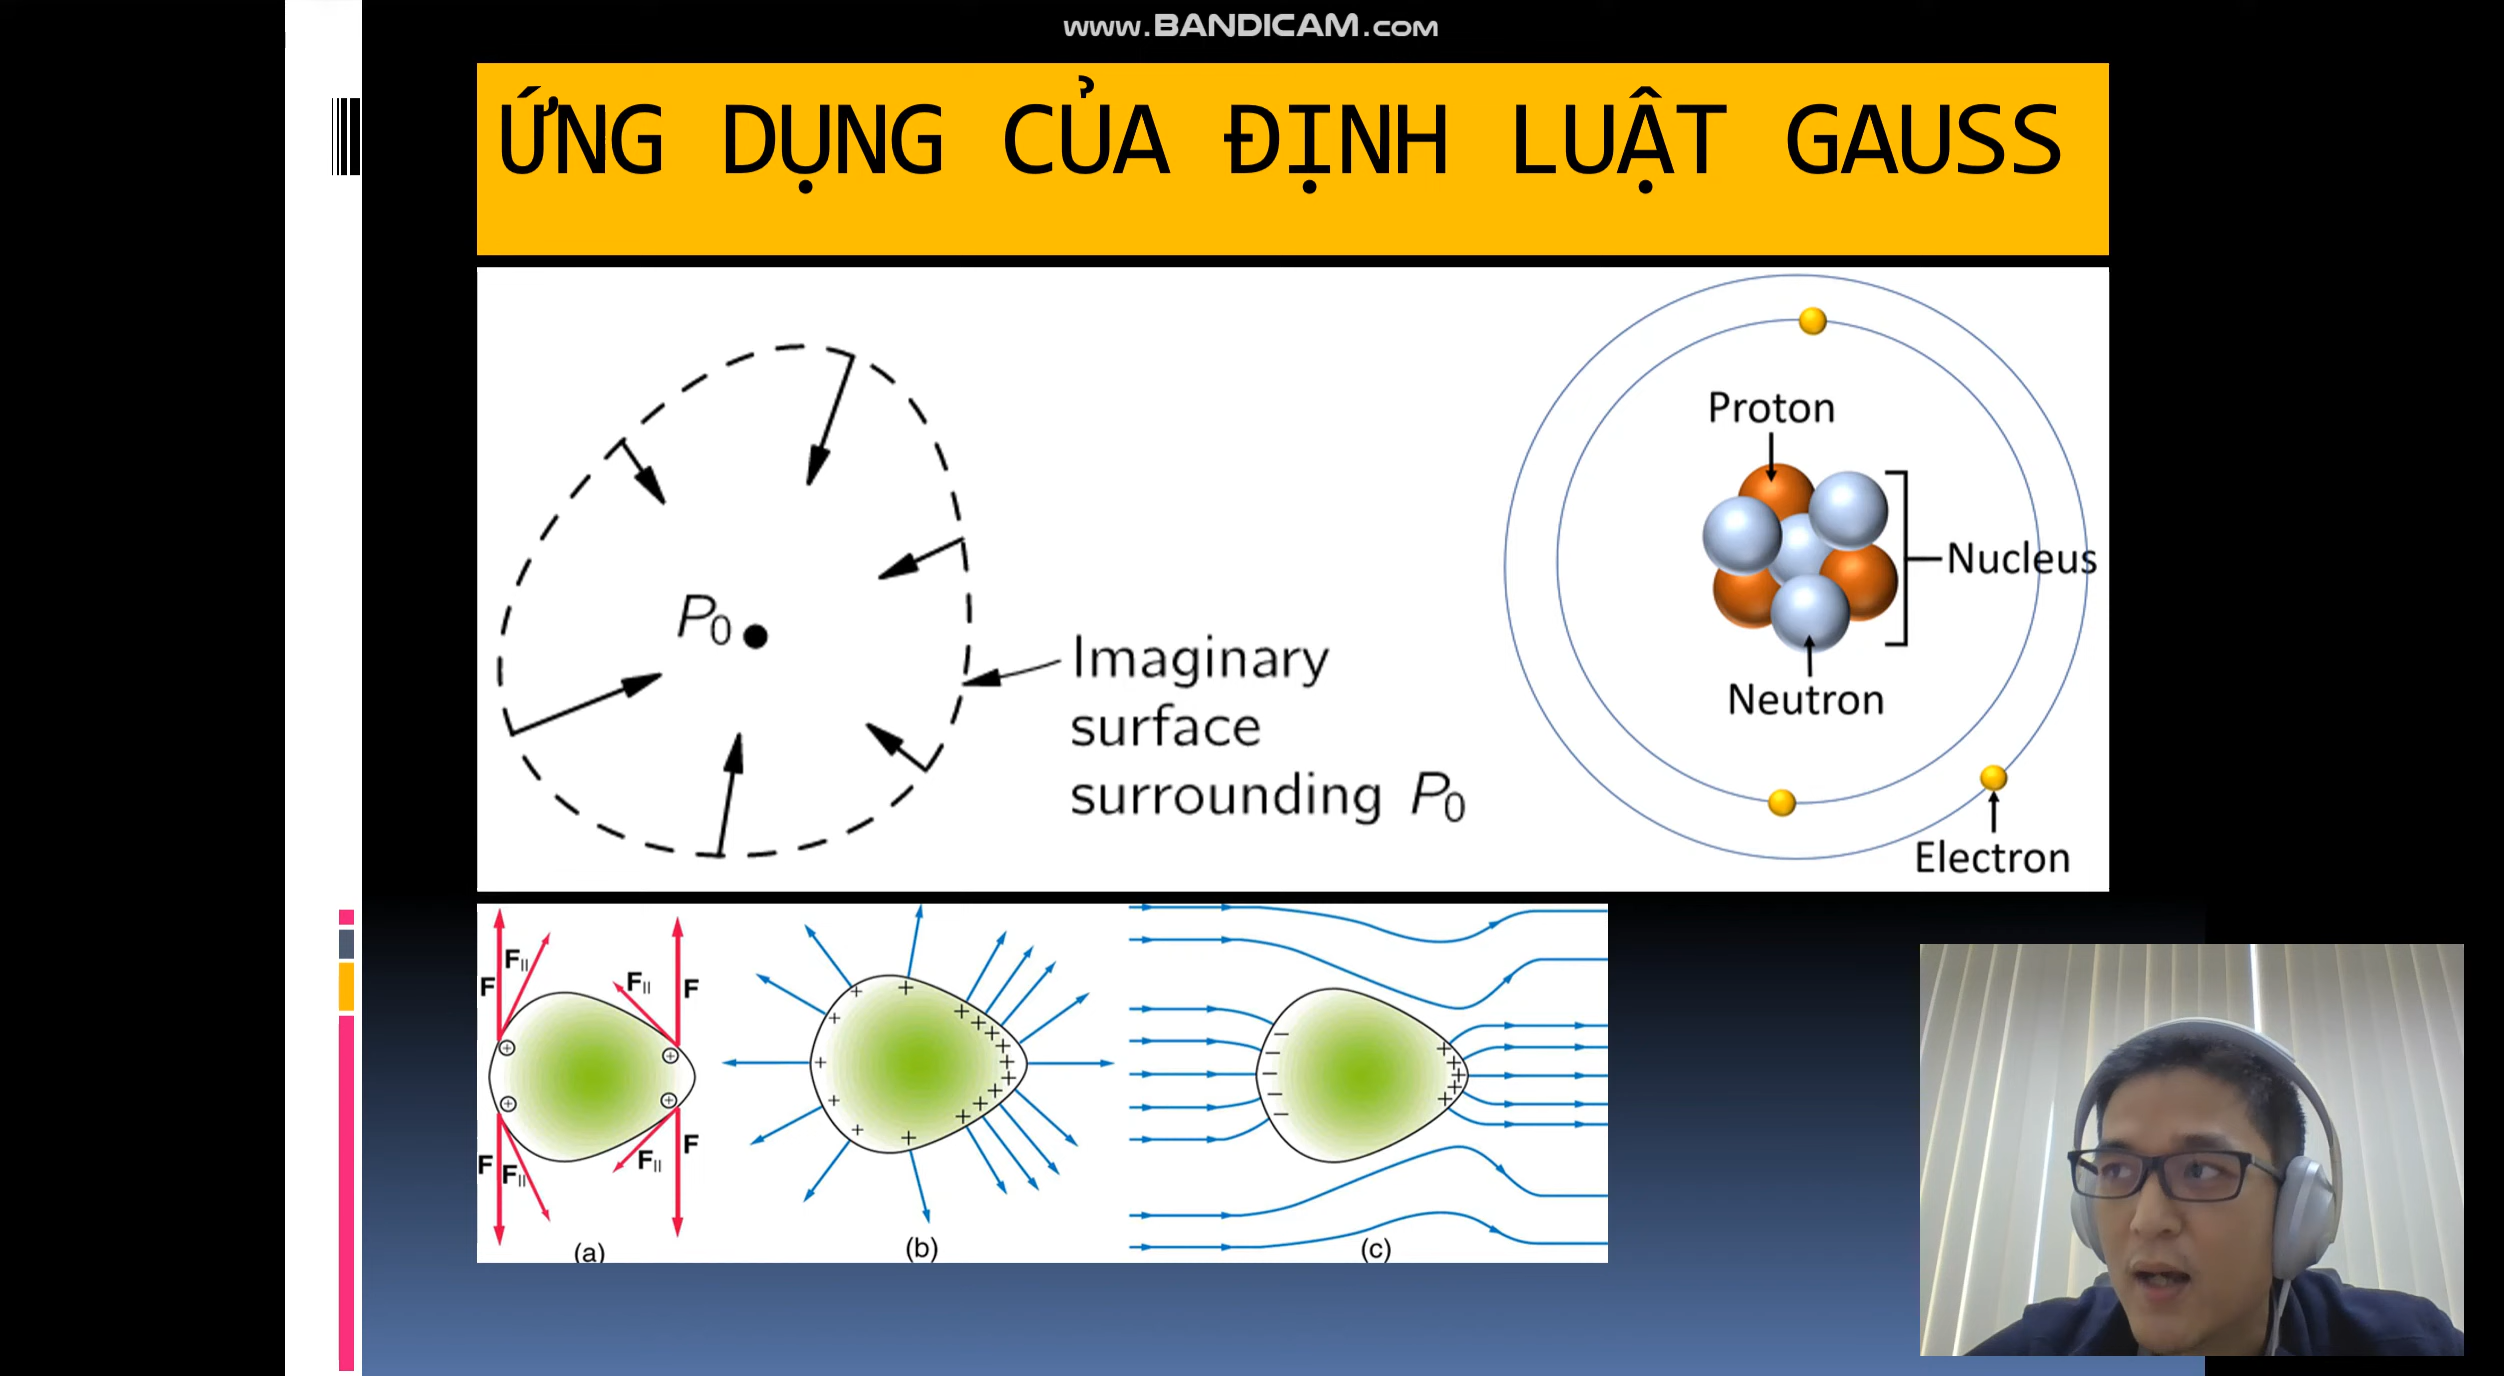 www.BANDICAM.com
ỨNG DỤNG CỦA ĐỊNH LUẬT GAUSS
P0
Imaginary
surface
surrounding P0
Proton
Nucleus
Neutron
Electron
F F|| F|| F
F F|| F|| F
(a) (b) (c)